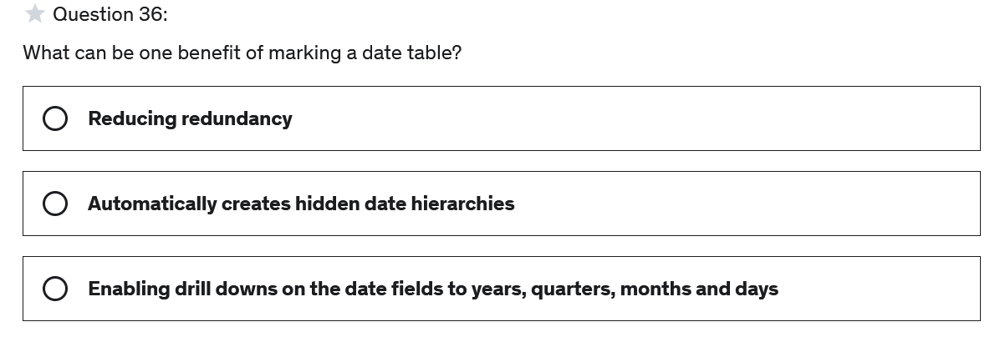 Question 36:
What can be one benefit of marking a date table?
Reducing redundancy
Automatically creates hidden date hierarchies
Enabling drill downs on the date fields to years, quarters, months and days